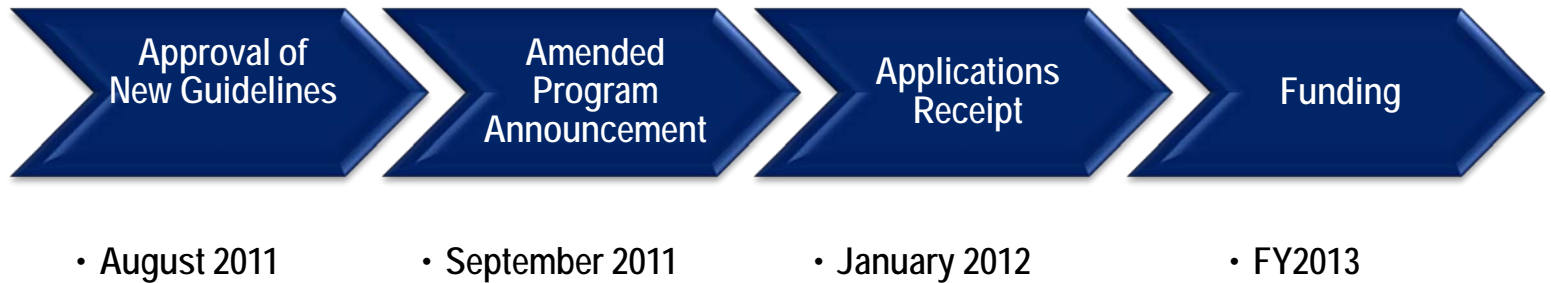 Approval of
New Guidelines
Amended
Program
Announcement
Applications
Receipt
Funding
• August 2011
• September 2011
• January 2012
• FY2013